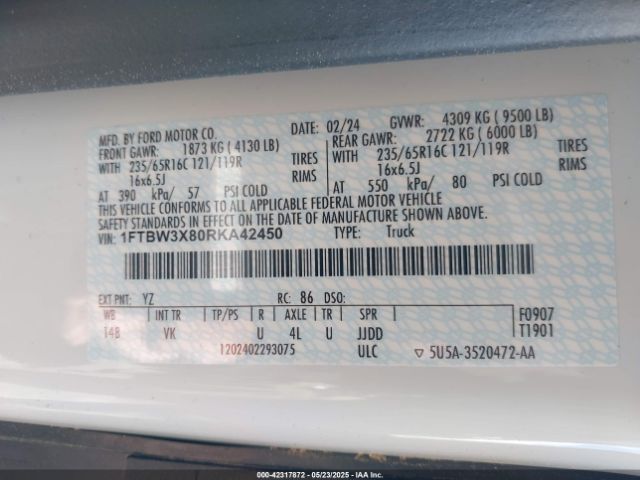 MFD. BY FORD MOTOR CO. DATE: 02/24 GVWR: 4309 KG ( 9500 LB)
FRONT GAWR: 1873 KG ( 4130 LB) REAR GAWR: 2722 KG ( 6000 LB)
WITH 235/65R16C 121/119R TIRES WITH 235/65R16C 121/119R TIRES
16x6.5J RIMS 16x6.5J RIMS
AT 390 kPa/ 57 PSI COLD AT 550 kPa/ 80 PSI COLD
THIS VEHICLE CONFORMS TO ALL APPLICABLE FEDERAL MOTOR VEHICLE
SAFETY STANDARDS IN EFFECT ON THE DATE OF MANUFACTURE SHOWN ABOVE.
VIN: 1FTBW3X80RKA42450 TYPE: Truck
EXT PNT: YZ RC: 86 DSO:
WB INT TR TP/PS R AXLE TR SPR F0907
148 VK U 4L U JJDD T1901
1202402293075 ULC ▽ 5U5A-3520472-AA
000-42317872 - 05/23/2025 - IAA, Inc.